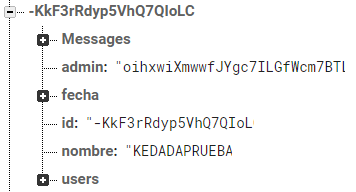 -KkF3rRdyp5VhQ7QIoLC
Messages
admin: "oihxwiXmwwfJYgc7ILGfWcm7BTL
fecha
id: "-KkF3rRdyp5VhQ7QIoL
nombre: "KEDADAPRUEBA
users